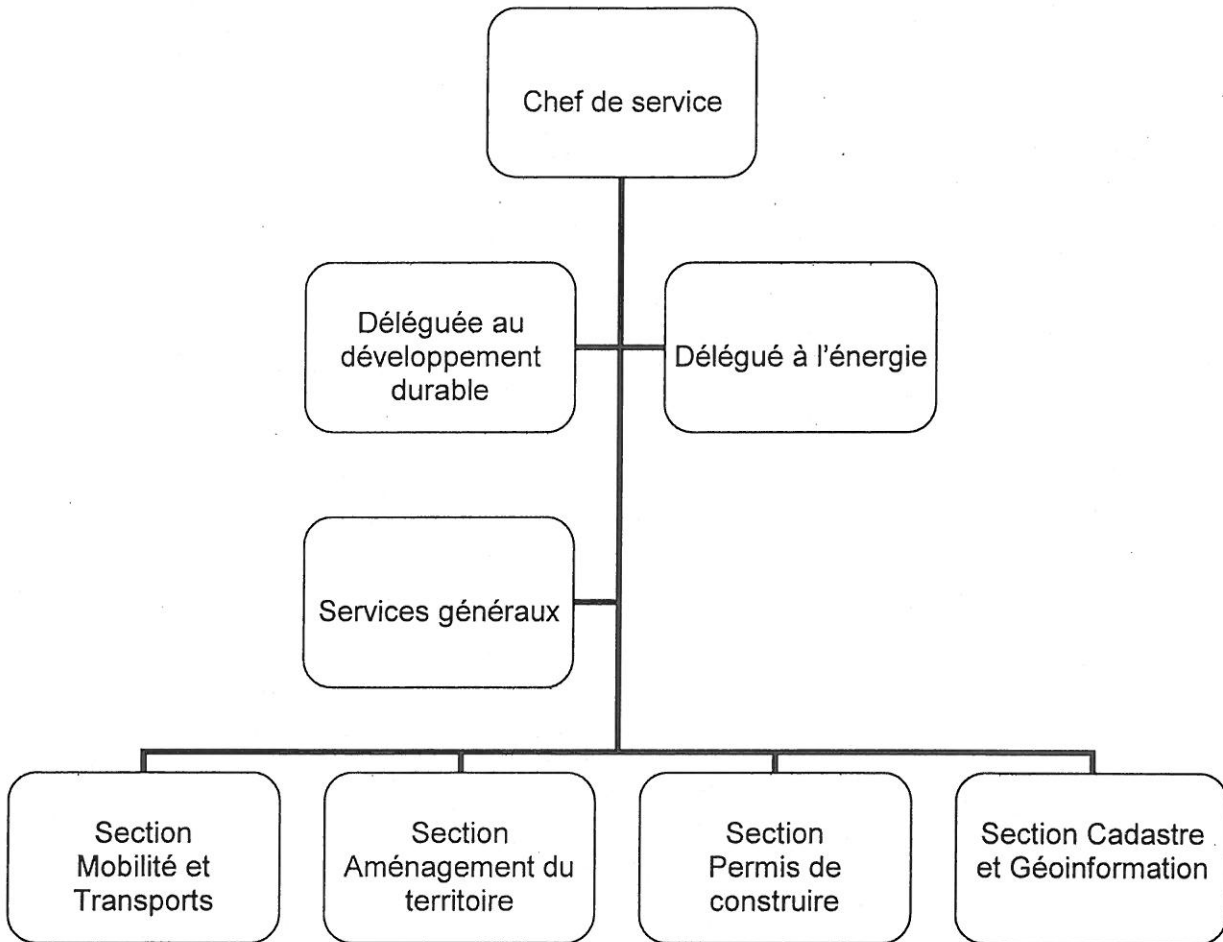 Chef de service
Déléguée au
développement
durable
Délégué à l'énergie
Services généraux
Section
Mobilité et
Transports
Section
Aménagement du
territoire
Section
Permis de
construire
Section Cadastre
et Géoinformation